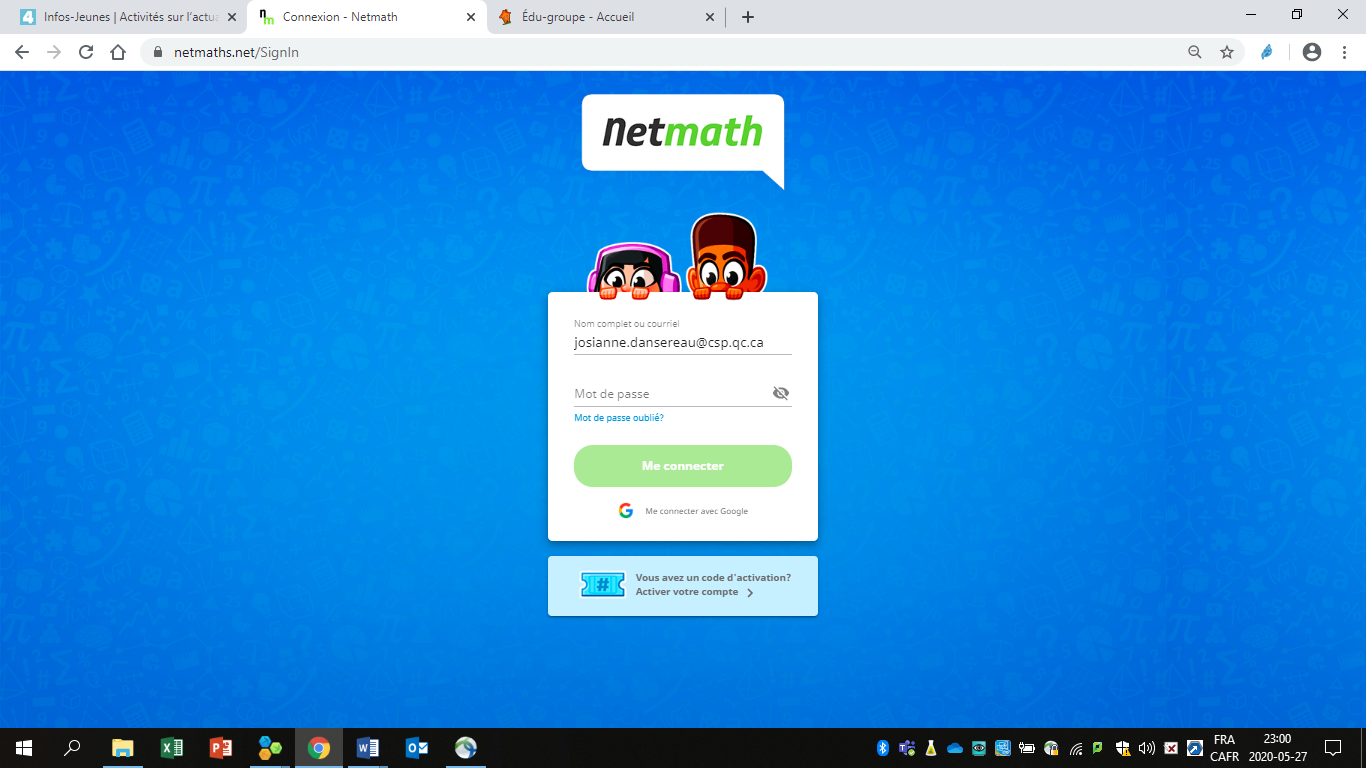 Infos-Jeunes | Activités sur l'actua
Connexion - Netmath
Édu-groupe - Accueil
netmaths.net/SignIn
Netmath
Nom complet ou courriel
josianne.dansereau@csp.qc.ca
Mot de passe
Mot de passe oublié?
Me connecter
Me connecter avec Google
#
Vous avez un code d'activation?
Activer votre compte
FRA
CAFR
23:00
2020-05-27